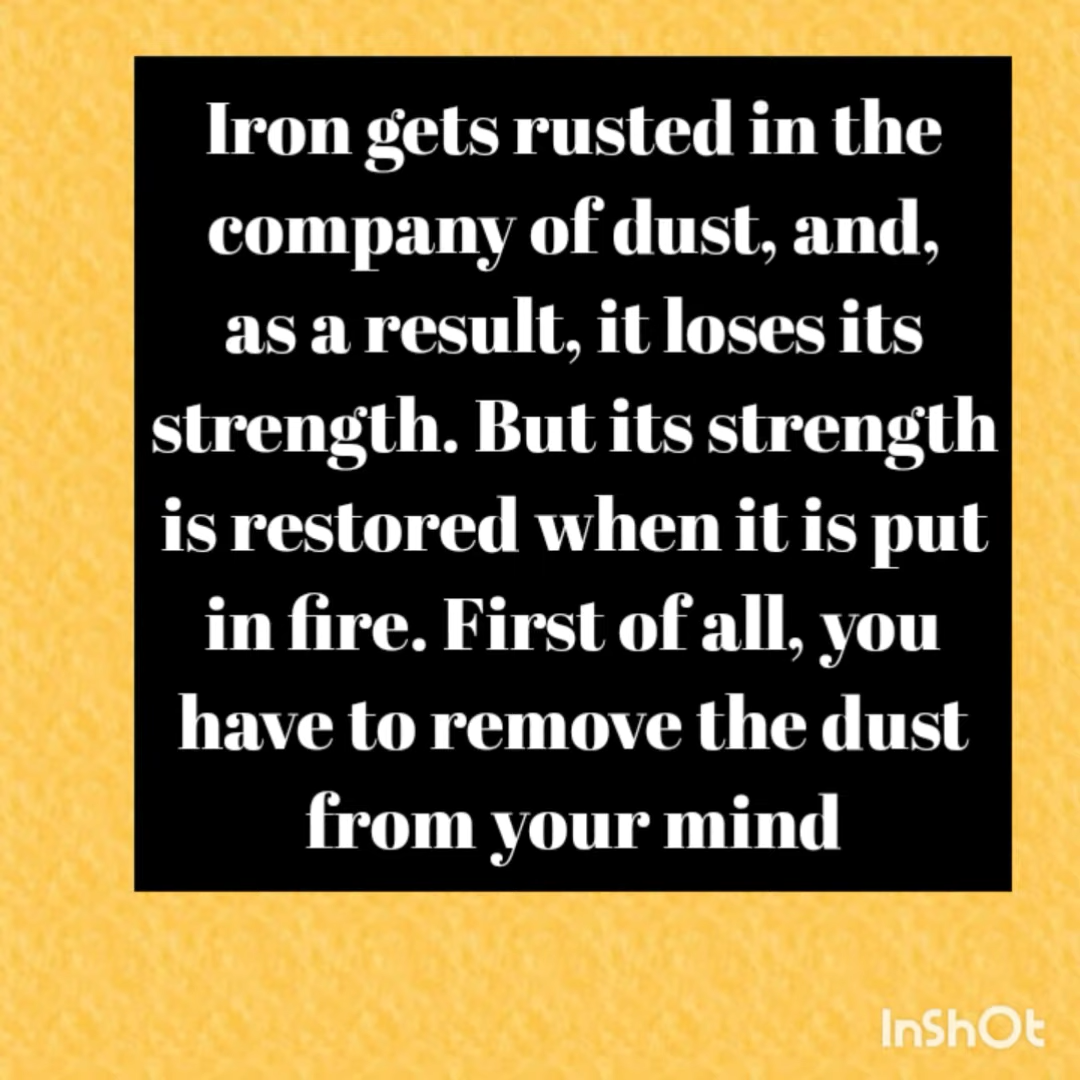 Iron gets rusted in the
company of dust, and,
as a result, it loses its
strength. But its strength
is restored when it is put
in fire. First of all, you
have to remove the dust
from your mind
InShOt